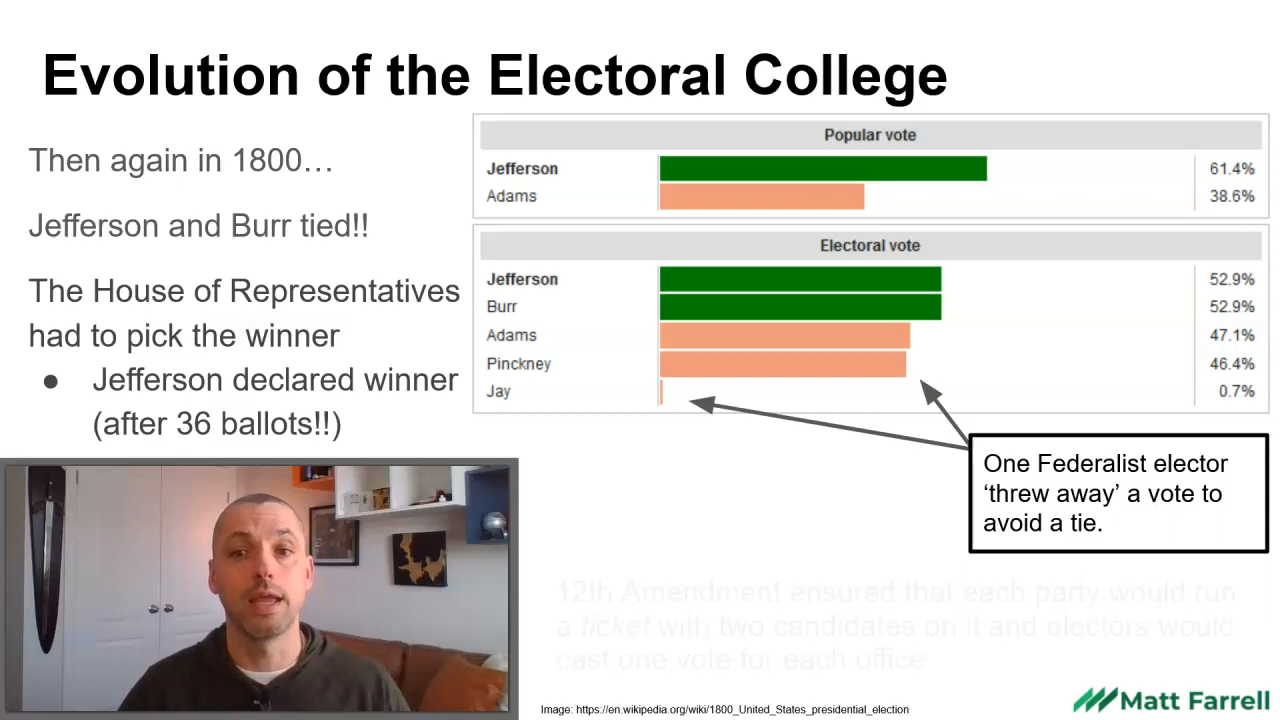 Evolution of the Electoral College
Then again in 1800…
Jefferson and Burr tied!!
The House of Representatives
had to pick the winner
● Jefferson declared winner
(after 36 ballots!!)
Popular vote
Jefferson 61.4%
Adams 38.6%
Electoral vote
Jefferson 52.9%
Burr 52.9%
Adams 47.1%
Pinckney 46.4%
Jay 0.7%
One Federalist elector
‘threw away’ a vote to
avoid a tie.
12th Amendment ensured that each party would run
a ticket with two candidates on it and electors would
cast one vote for each office
Image: https://en.wikipedia.org/wiki/1800_United_States_presidential_election
Matt Farrell